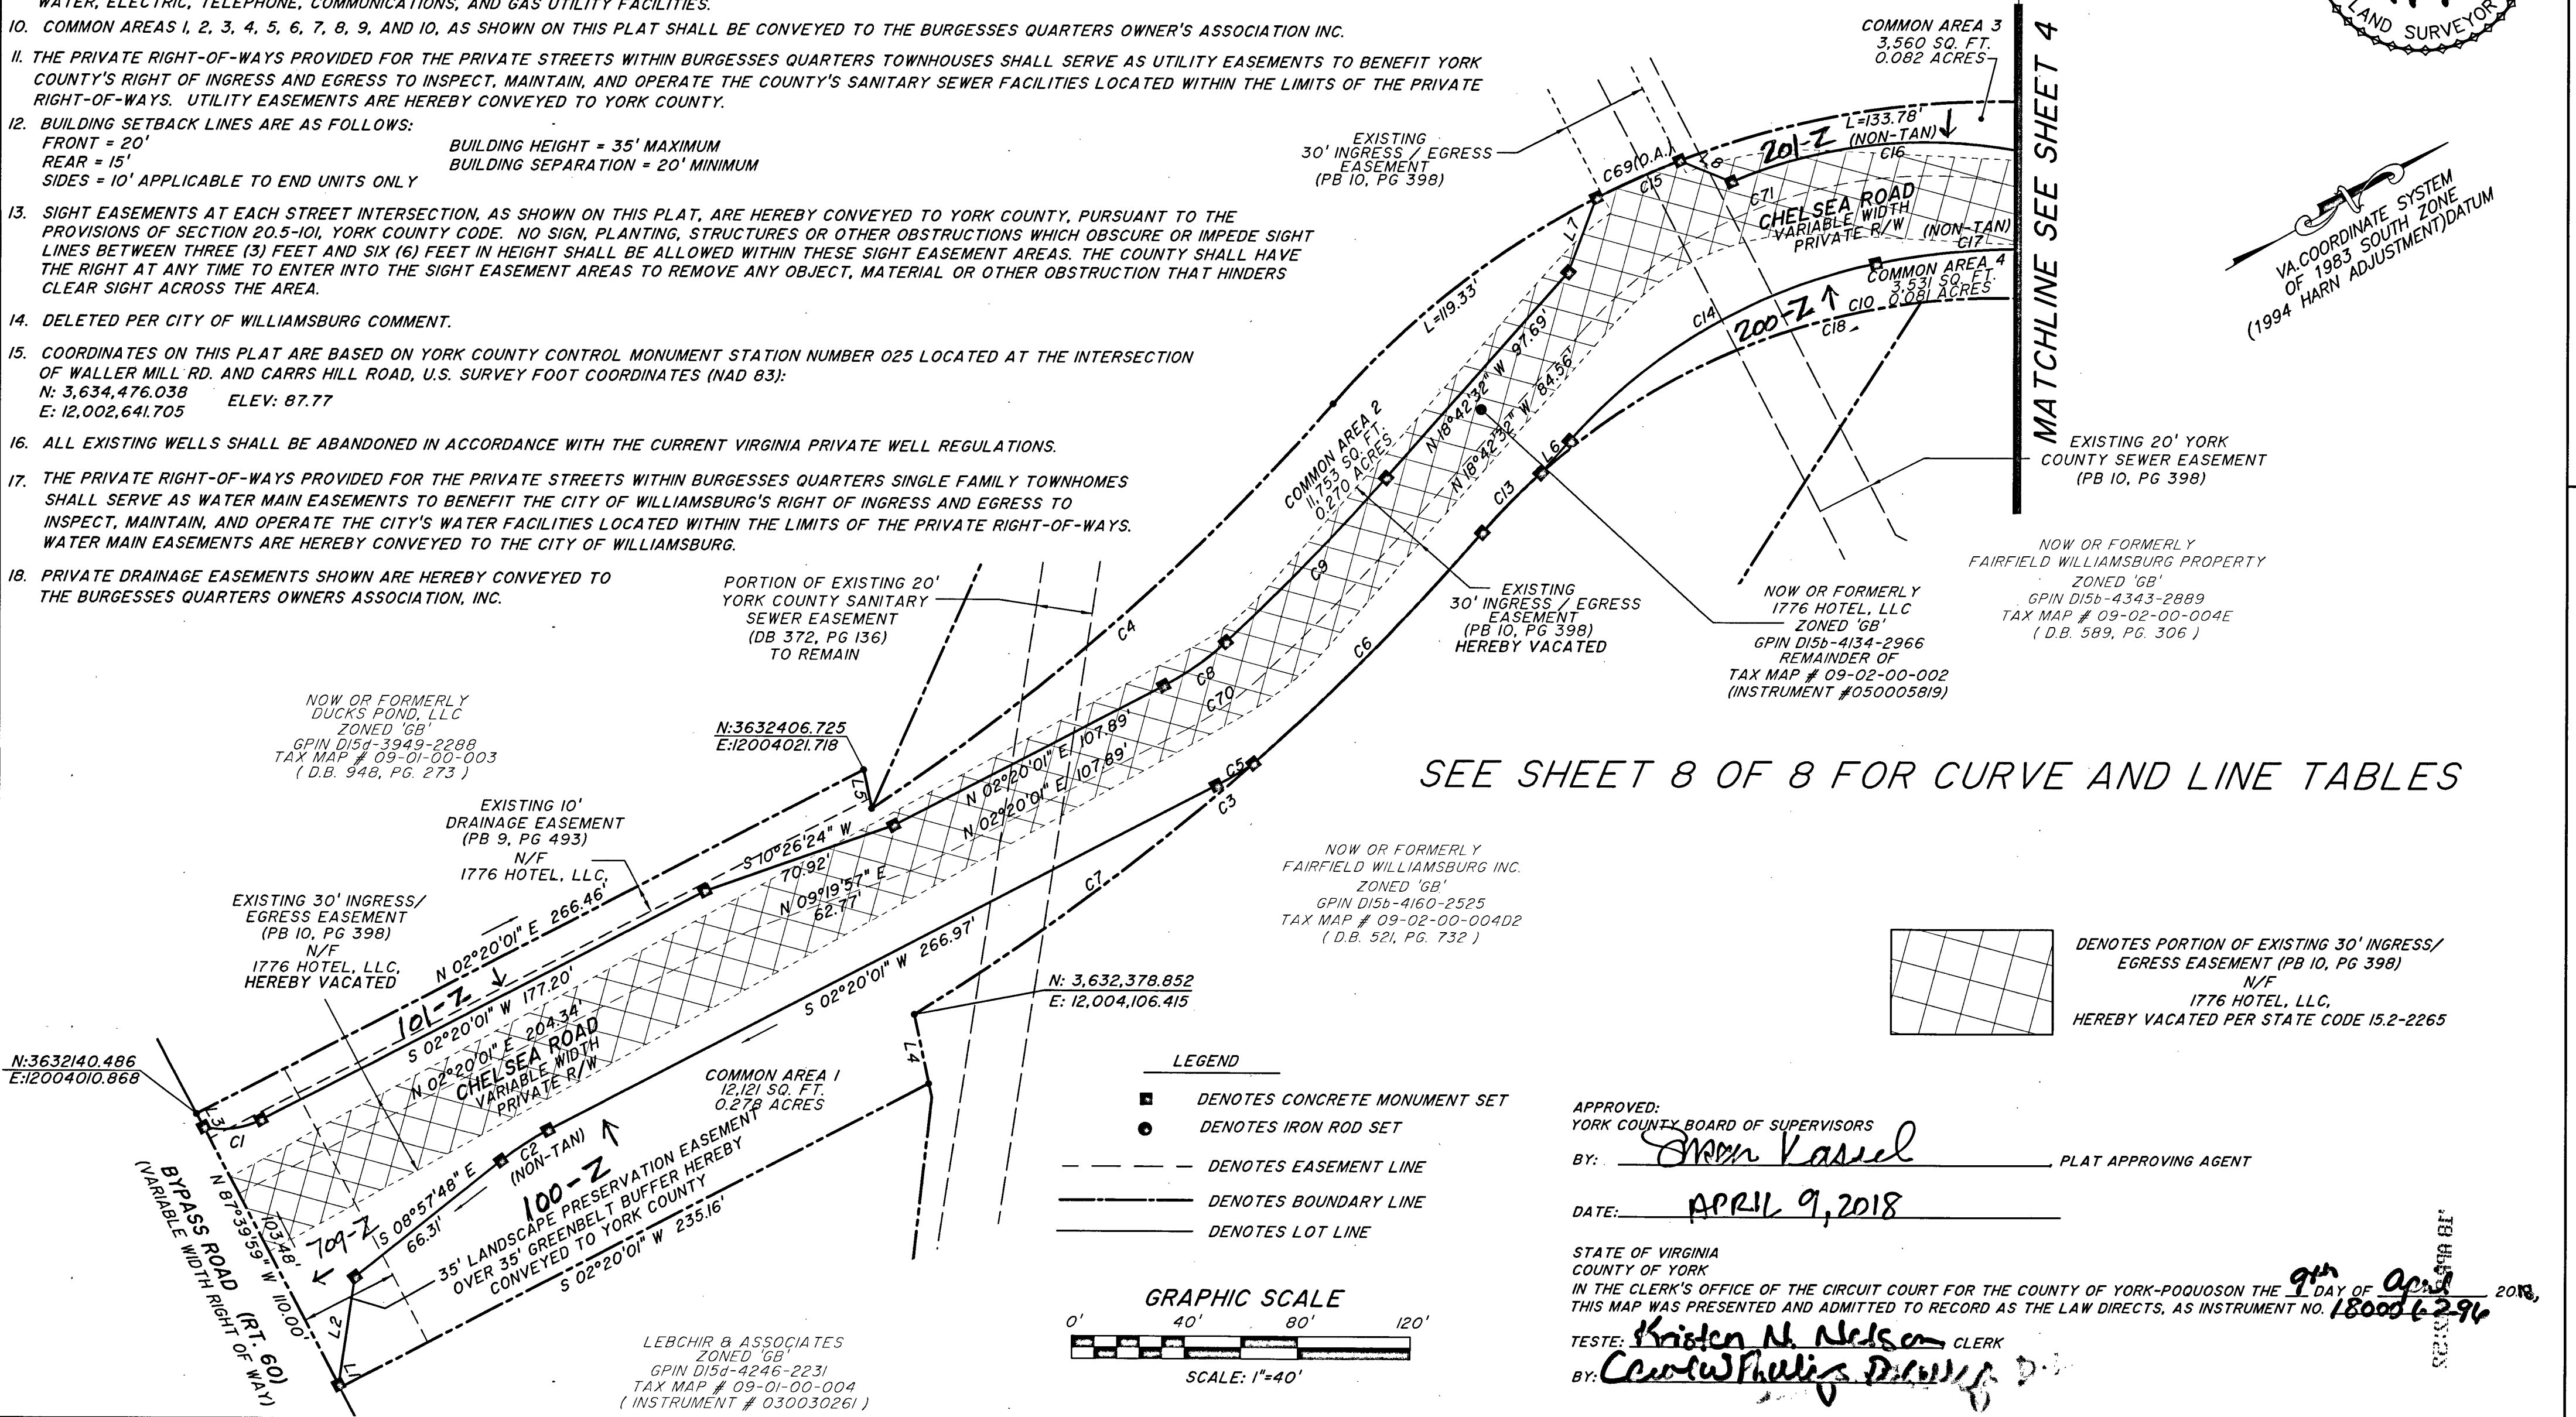 WATER, ELECTRIC, TELEPHONE, COMMUNICATIONS, AND GAS UTILITY FACILITIES.
10. COMMON AREAS 1, 2, 3, 4, 5, 6, 7, 8, 9, AND 10, AS SHOWN ON THIS PLAT SHALL BE CONVEYED TO THE BURGESSES QUARTERS OWNER'S ASSOCIATION INC.
11. THE PRIVATE RIGHT-OF-WAYS PROVIDED FOR THE PRIVATE STREETS WITHIN BURGESSES QUARTERS TOWNHOUSES SHALL SERVE AS UTILITY EASEMENTS TO BENEFIT YORK
COUNTY'S RIGHT OF INGRESS AND EGRESS TO INSPECT, MAINTAIN, AND OPERATE THE COUNTY'S SANITARY SEWER FACILITIES LOCATED WITHIN THE LIMITS OF THE PRIVATE
RIGHT-OF-WAYS. UTILITY EASEMENTS ARE HEREBY CONVEYED TO YORK COUNTY.
12. BUILDING SETBACK LINES ARE AS FOLLOWS:
FRONT = 20'
REAR = 15'
SIDES = 10' APPLICABLE TO END UNITS ONLY
BUILDING HEIGHT = 35' MAXIMUM
BUILDING SEPARATION = 20' MINIMUM
13. SIGHT EASEMENTS AT EACH STREET INTERSECTION, AS SHOWN ON THIS PLAT, ARE HEREBY CONVEYED TO YORK COUNTY, PURSUANT TO THE
PROVISIONS OF SECTION 20.5-101, YORK COUNTY CODE. NO SIGN, PLANTING, STRUCTURES OR OTHER OBSTRUCTIONS WHICH OBSCURE OR IMPEDE SIGHT
LINES BETWEEN THREE (3) FEET AND SIX (6) FEET IN HEIGHT SHALL BE ALLOWED WITHIN THESE SIGHT EASEMENT AREAS. THE COUNTY SHALL HAVE
THE RIGHT AT ANY TIME TO ENTER INTO THE SIGHT EASEMENT AREAS TO REMOVE ANY OBJECT, MATERIAL OR OTHER OBSTRUCTION THAT HINDERS
CLEAR SIGHT ACROSS THE AREA.
14. DELETED PER CITY OF WILLIAMSBURG COMMENT.
15. COORDINATES ON THIS PLAT ARE BASED ON YORK COUNTY CONTROL MONUMENT STATION NUMBER 025 LOCATED AT THE INTERSECTION
OF WALLER MILL RD. AND CARRS HILL ROAD, U.S. SURVEY FOOT COORDINATES (NAD 83):
N: 3,634,476.038
E: 12,002,641.705
ELEV: 87.77
16. ALL EXISTING WELLS SHALL BE ABANDONED IN ACCORDANCE WITH THE CURRENT VIRGINIA PRIVATE WELL REGULATIONS.
17. THE PRIVATE RIGHT-OF-WAYS PROVIDED FOR THE PRIVATE STREETS WITHIN BURGESSES QUARTERS SINGLE FAMILY TOWNHOMES
SHALL SERVE AS WATER MAIN EASEMENTS TO BENEFIT THE CITY OF WILLIAMSBURG'S RIGHT OF INGRESS AND EGRESS TO
INSPECT, MAINTAIN, AND OPERATE THE CITY'S WATER FACILITIES LOCATED WITHIN THE LIMITS OF THE PRIVATE RIGHT-OF-WAYS.
WATER MAIN EASEMENTS ARE HEREBY CONVEYED TO THE CITY OF WILLIAMSBURG.
18. PRIVATE DRAINAGE EASEMENTS SHOWN ARE HEREBY CONVEYED TO
THE BURGESSES QUARTERS OWNERS ASSOCIATION, INC.
LAND SURVEYOR
COMMON AREA 3
3,560 SQ. FT.
0.082 ACRES
MATCHLINE SEE SHEET 4
VA.COORDINATE SYSTEM
OF 1983 SOUTH ZONE
(1994 HARN ADJUSTMENT)DATUM
EXISTING
30' INGRESS / EGRESS
EASEMENT
(PB 10, PG 398)
C69(O.A.)
C15
L8
201-Z
L=133.78'
(NON-TAN)
C16
C71
CHELSEA ROAD
VARIABLE WIDTH
PRIVATE R/W
(NON-TAN)
C17
COMMON AREA 4
3,531 SQ. FT.
0.081 ACRES
C10
C18
200-Z
C14
L7
L=119.33'
N 18°42'32" W 97.69'
N 18°42'32" W 84.56'
L6
C13
COMMON AREA 2
11,753 SQ. FT.
0.270 ACRES
C9
EXISTING 20' YORK
COUNTY SEWER EASEMENT
(PB 10, PG 398)
NOW OR FORMERLY
FAIRFIELD WILLIAMSBURG PROPERTY
ZONED 'GB'
GPIN D15b-4343-2889
TAX MAP # 09-02-00-004E
( D.B. 589, PG. 306 )
NOW OR FORMERLY
1776 HOTEL, LLC
ZONED 'GB'
GPIN D15b-4134-2966
REMAINDER OF
TAX MAP # 09-02-00-002
(INSTRUMENT #050005819)
EXISTING
30' INGRESS / EGRESS
EASEMENT
(PB 10, PG 398)
HEREBY VACATED
PORTION OF EXISTING 20'
YORK COUNTY SANITARY
SEWER EASEMENT
(DB 372, PG 136)
TO REMAIN
C4
C6
C8
C70
NOW OR FORMERLY
DUCKS POND, LLC
ZONED 'GB'
GPIN D15d-3949-2288
TAX MAP # 09-01-00-003
( D.B. 948, PG. 273 )
N:3632406.725
E:12004021.718
L5
N 02°20'01" E 107.89'
N 02°20'01" E 107.89'
C5
C3
C7
SEE SHEET 8 OF 8 FOR CURVE AND LINE TABLES
EXISTING 10'
DRAINAGE EASEMENT
(PB 9, PG 493)
N/F
1776 HOTEL, LLC,
S 10°26'24" W
70.92'
N 09°19'57" E
62.77'
NOW OR FORMERLY
FAIRFIELD WILLIAMSBURG INC.
ZONED 'GB'
GPIN D15b-4160-2525
TAX MAP # 09-02-00-004D2
( D.B. 521, PG. 732 )
EXISTING 30' INGRESS/
EGRESS EASEMENT
(PB 10, PG 398)
N/F
1776 HOTEL, LLC,
HEREBY VACATED
N 02°20'01" E 266.46'
101-Z
S 02°20'01" W 177.20'
N 02°20'01" E 204.34'
CHELSEA ROAD
VARIABLE WIDTH
PRIVATE R/W
S 02°20'01" W 266.97'
N: 3,632,378.852
E: 12,004,106.415
L4
DENOTES PORTION OF EXISTING 30' INGRESS/
EGRESS EASEMENT (PB 10, PG 398)
N/F
1776 HOTEL, LLC,
HEREBY VACATED PER STATE CODE 15.2-2265
N:3632140.486
E:12004010.868
L3
C1
COMMON AREA 1
12,121 SQ. FT.
0.278 ACRES
C2
(NON-TAN)
100-Z
S 08°57'48" E
66.31'
709-Z
103.48'
N 87°39'59" W 110.00'
BYPASS ROAD (RT. 60)
(VARIABLE WIDTH RIGHT OF WAY)
L2
L1
35' LANDSCAPE PRESERVATION EASEMENT
OVER 35' GREENBELT BUFFER HEREBY
CONVEYED TO YORK COUNTY
S 02°20'01" W 235.16'
LEBCHIR & ASSOCIATES
ZONED 'GB'
GPIN D15d-4246-2231
TAX MAP # 09-01-00-004
( INSTRUMENT # 030030261 )
LEGEND
DENOTES CONCRETE MONUMENT SET
DENOTES IRON ROD SET
DENOTES EASEMENT LINE
DENOTES BOUNDARY LINE
DENOTES LOT LINE
GRAPHIC SCALE
0' 40' 80' 120'
SCALE: 1"=40'
APPROVED:
YORK COUNTY BOARD OF SUPERVISORS
BY: PLAT APPROVING AGENT
DATE: APRIL 9, 2018
STATE OF VIRGINIA
COUNTY OF YORK
IN THE CLERK'S OFFICE OF THE CIRCUIT COURT FOR THE COUNTY OF YORK-POQUOSON THE 9th DAY OF April 2018,
THIS MAP WAS PRESENTED AND ADMITTED TO RECORD AS THE LAW DIRECTS, AS INSTRUMENT NO. 180006296
TESTE: Kristen N. Nelson CLERK
BY: